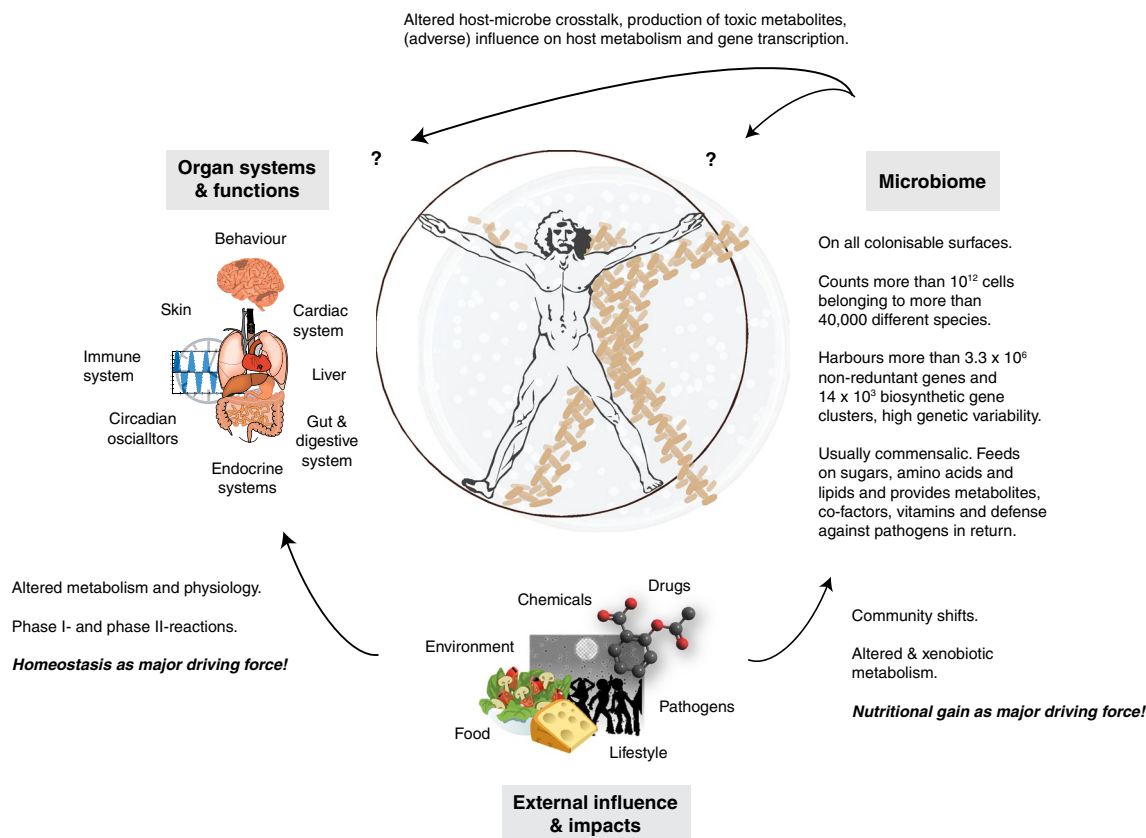 Altered host-microbe crosstalk, production of toxic metabolites,
(adverse) influence on host metabolism and gene transcription.
?
?
Organ systems
& functions
Behaviour
Skin
Cardiac
system
Immune
system
Liver
Circadian
oscialltors
Gut &
digestive
system
Endocrine
systems
Microbiome
On all colonisable surfaces.
Counts more than 10¹² cells
belonging to more than
40,000 different species.
Harbours more than 3.3 x 10⁶
non-reduntant genes and
14 x 10³ biosynthetic gene
clusters, high genetic variability.
Usually commensalic. Feeds
on sugars, amino acids and
lipids and provides metabolites,
co-factors, vitamins and defense
against pathogens in return.
Altered metabolism and physiology.
Phase I- and phase II-reactions.
Homeostasis as major driving force!
Chemicals
Drugs
Environment
Pathogens
Food
Lifestyle
Community shifts.
Altered & xenobiotic
metabolism.
Nutritional gain as major driving force!
External influence
& impacts